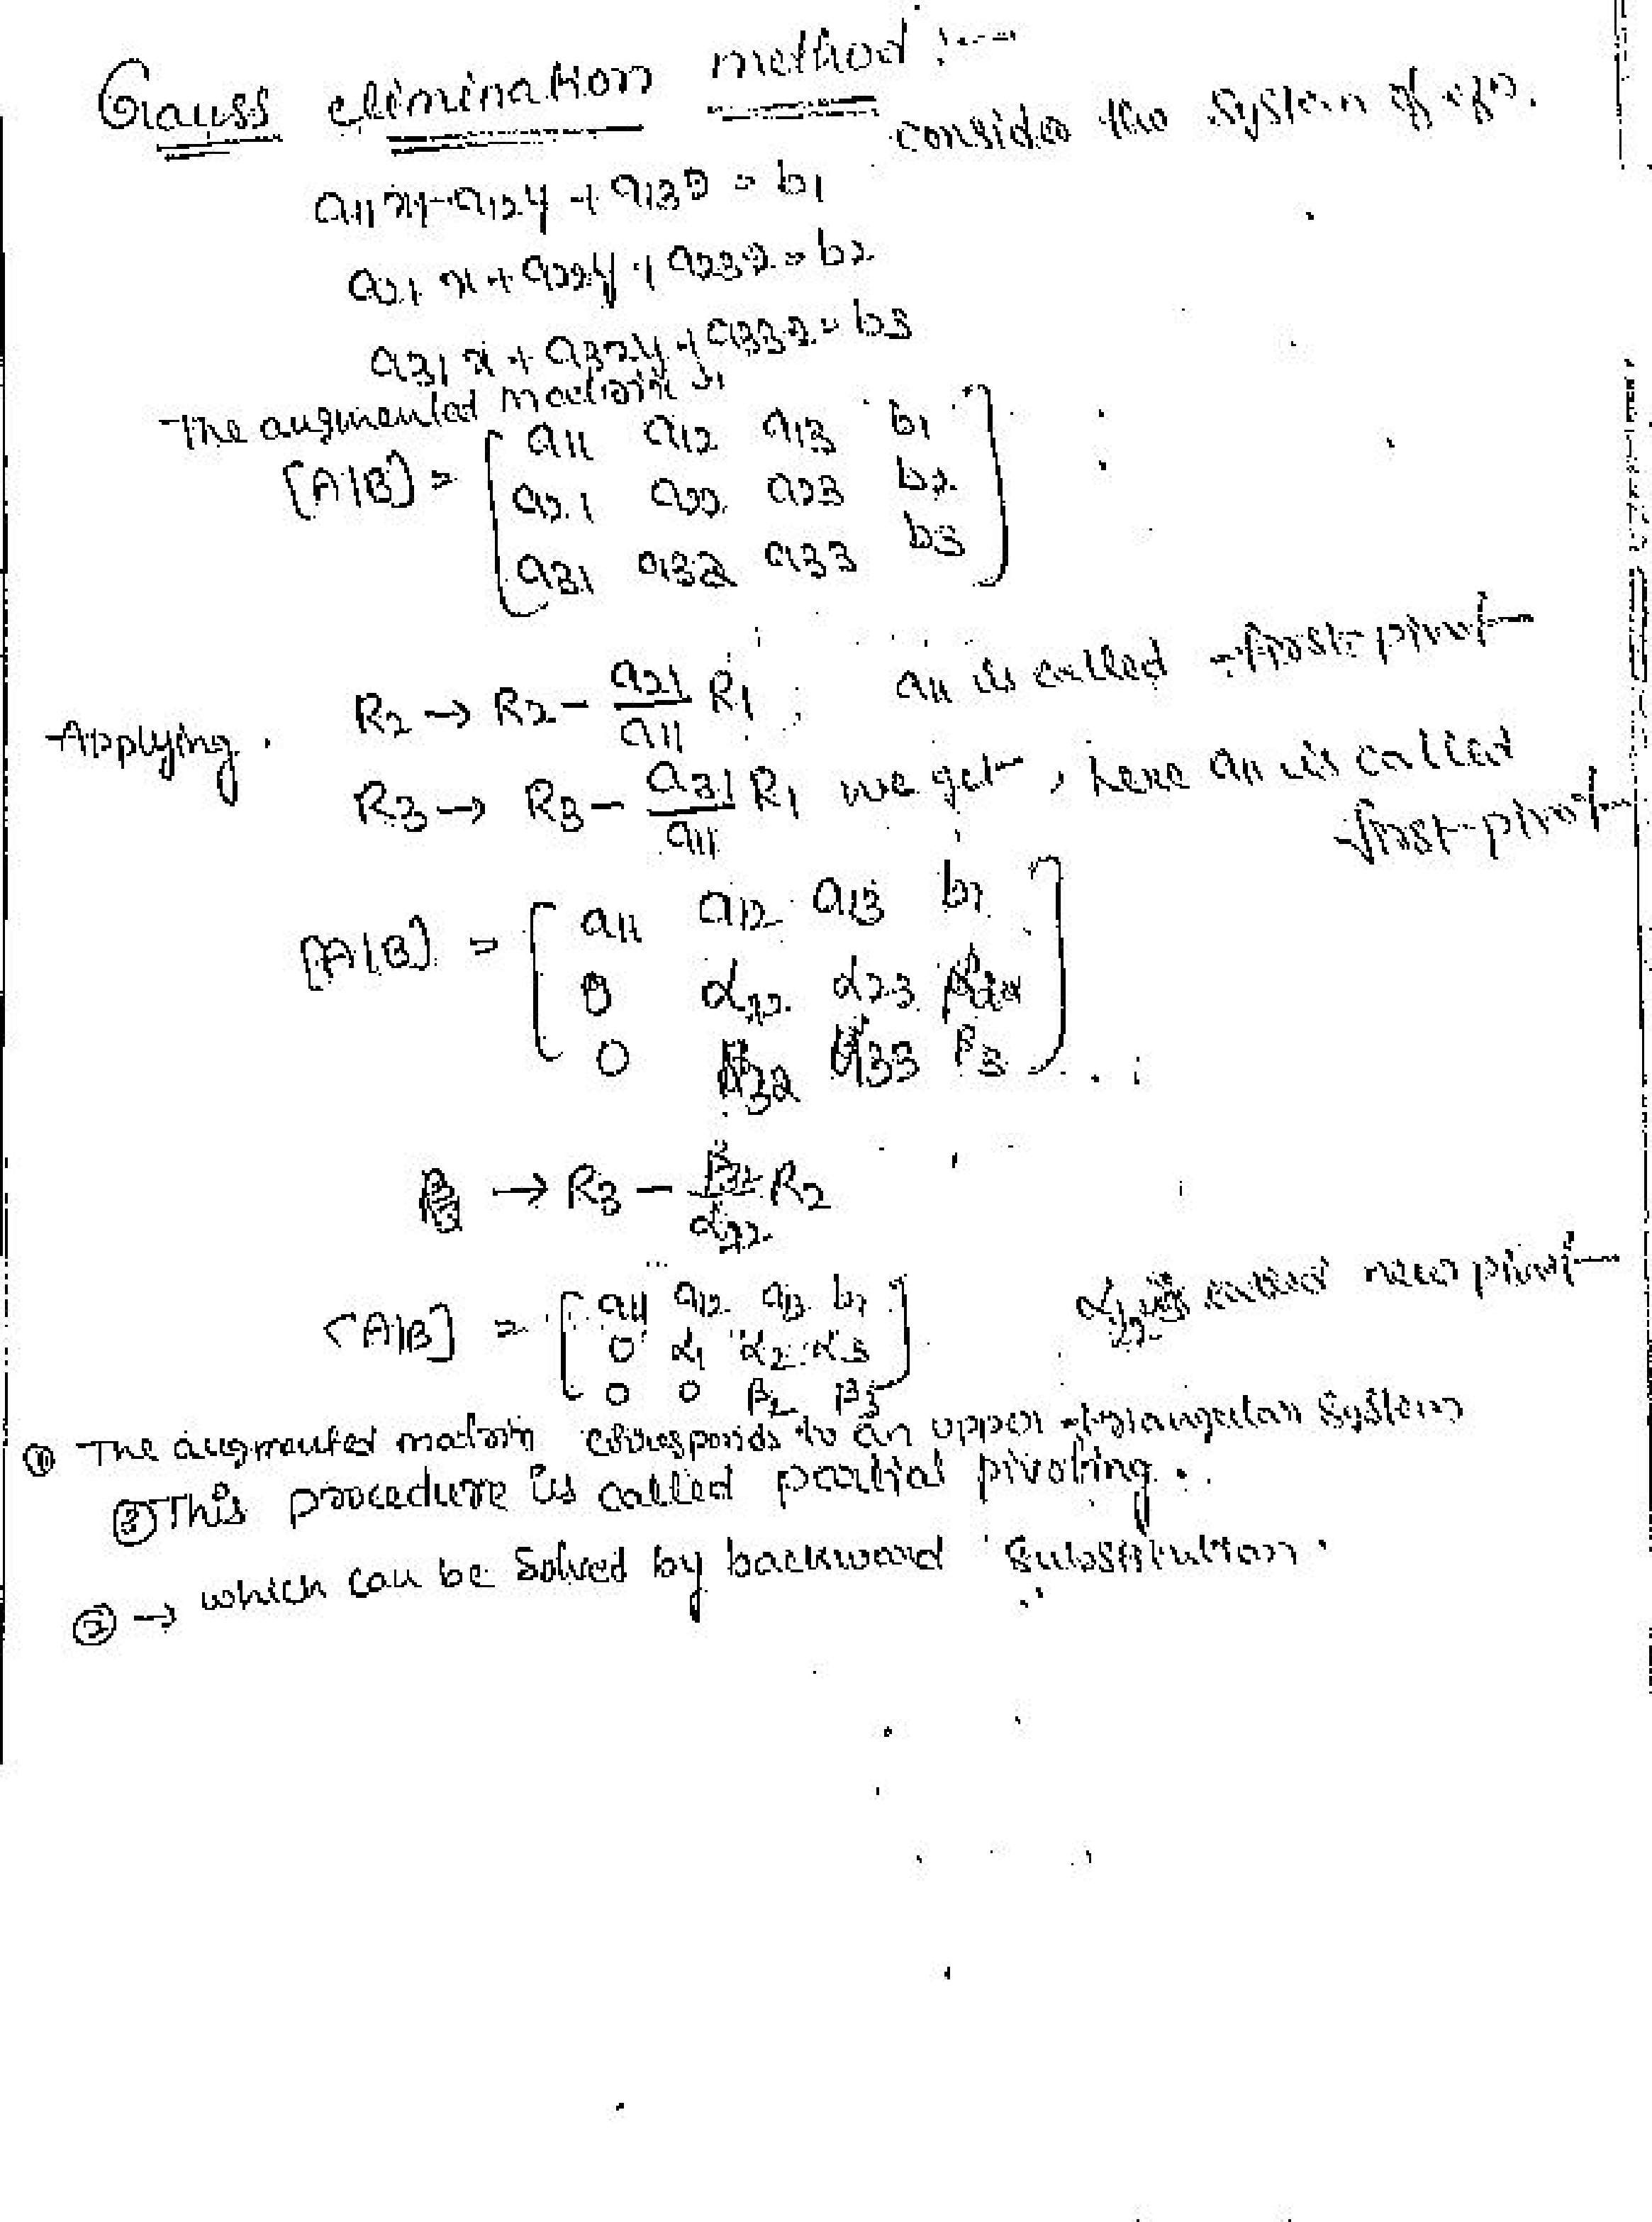 Gauss elimination method :-
consider the system of eqn.
a11x + a12y + a13z = b1
a21x + a22y + a23z = b2
a31x + a32y + a33z = b3
The augmented matrix is
[A|B] = [ a11 a12 a13 b1
a21 a22 a23 b2
a31 a32 a33 b3 ]
Applying. R2 → R2 - a21/a11 R1 ; a11 is called first pivot
R3 → R3 - a31/a11 R1 we get, here a11 is called
first pivot
[A|B] = [ a11 a12 a13 b1
0 α22 α23
0 β3 ]
→ R3 - β32/α22 R2
[A|B] = [ a11 a12 a13 b1
0 α1 α2 α3
0 0 β2 β3 ]
α22 is called new pivot
① The augmented matrix corresponds to an upper triangular system
③ This procedure is called partial pivoting.
② → which can be solved by backward substitution.